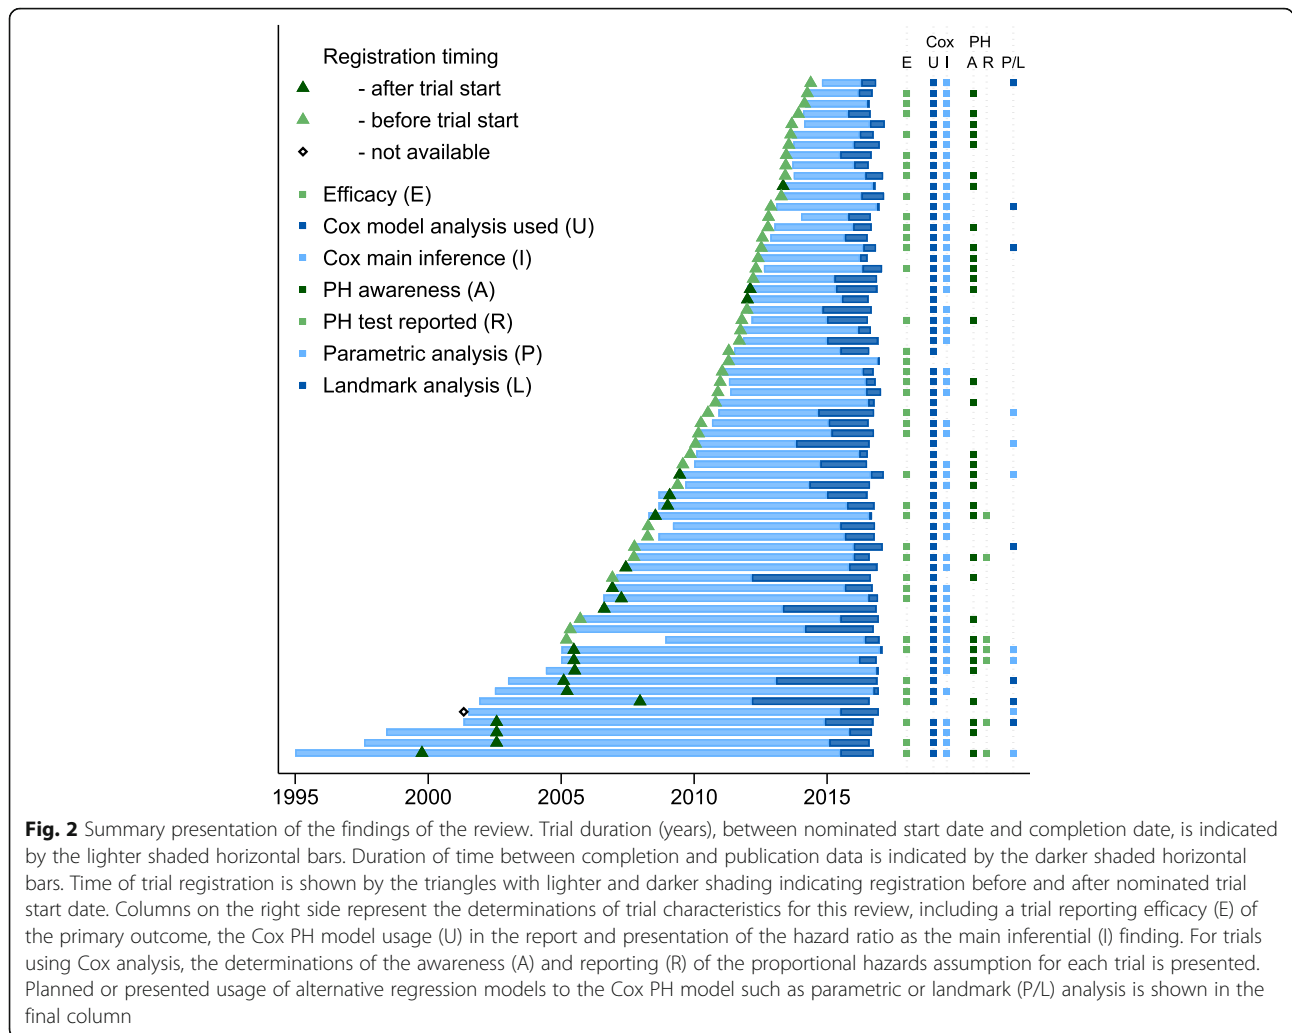 Registration timing
- after trial start
- before trial start
- not available
Efficacy (E)
Cox model analysis used (U)
Cox main inference (I)
PH awareness (A)
PH test reported (R)
Parametric analysis (P)
Landmark analysis (L)
Cox PH
E U I A R P/L
1995 2000 2005 2010 2015
Fig. 2 Summary presentation of the findings of the review. Trial duration (years), between nominated start date and completion date, is indicated
by the lighter shaded horizontal bars. Duration of time between completion and publication data is indicated by the darker shaded horizontal
bars. Time of trial registration is shown by the triangles with lighter and darker shading indicating registration before and after nominated trial
start date. Columns on the right side represent the determinations of trial characteristics for this review, including a trial reporting efficacy (E) of
the primary outcome, the Cox PH model usage (U) in the report and presentation of the hazard ratio as the main inferential (I) finding. For trials
using Cox analysis, the determinations of the awareness (A) and reporting (R) of the proportional hazards assumption for each trial is presented.
Planned or presented usage of alternative regression models to the Cox PH model such as parametric or landmark (P/L) analysis is shown in the
final column